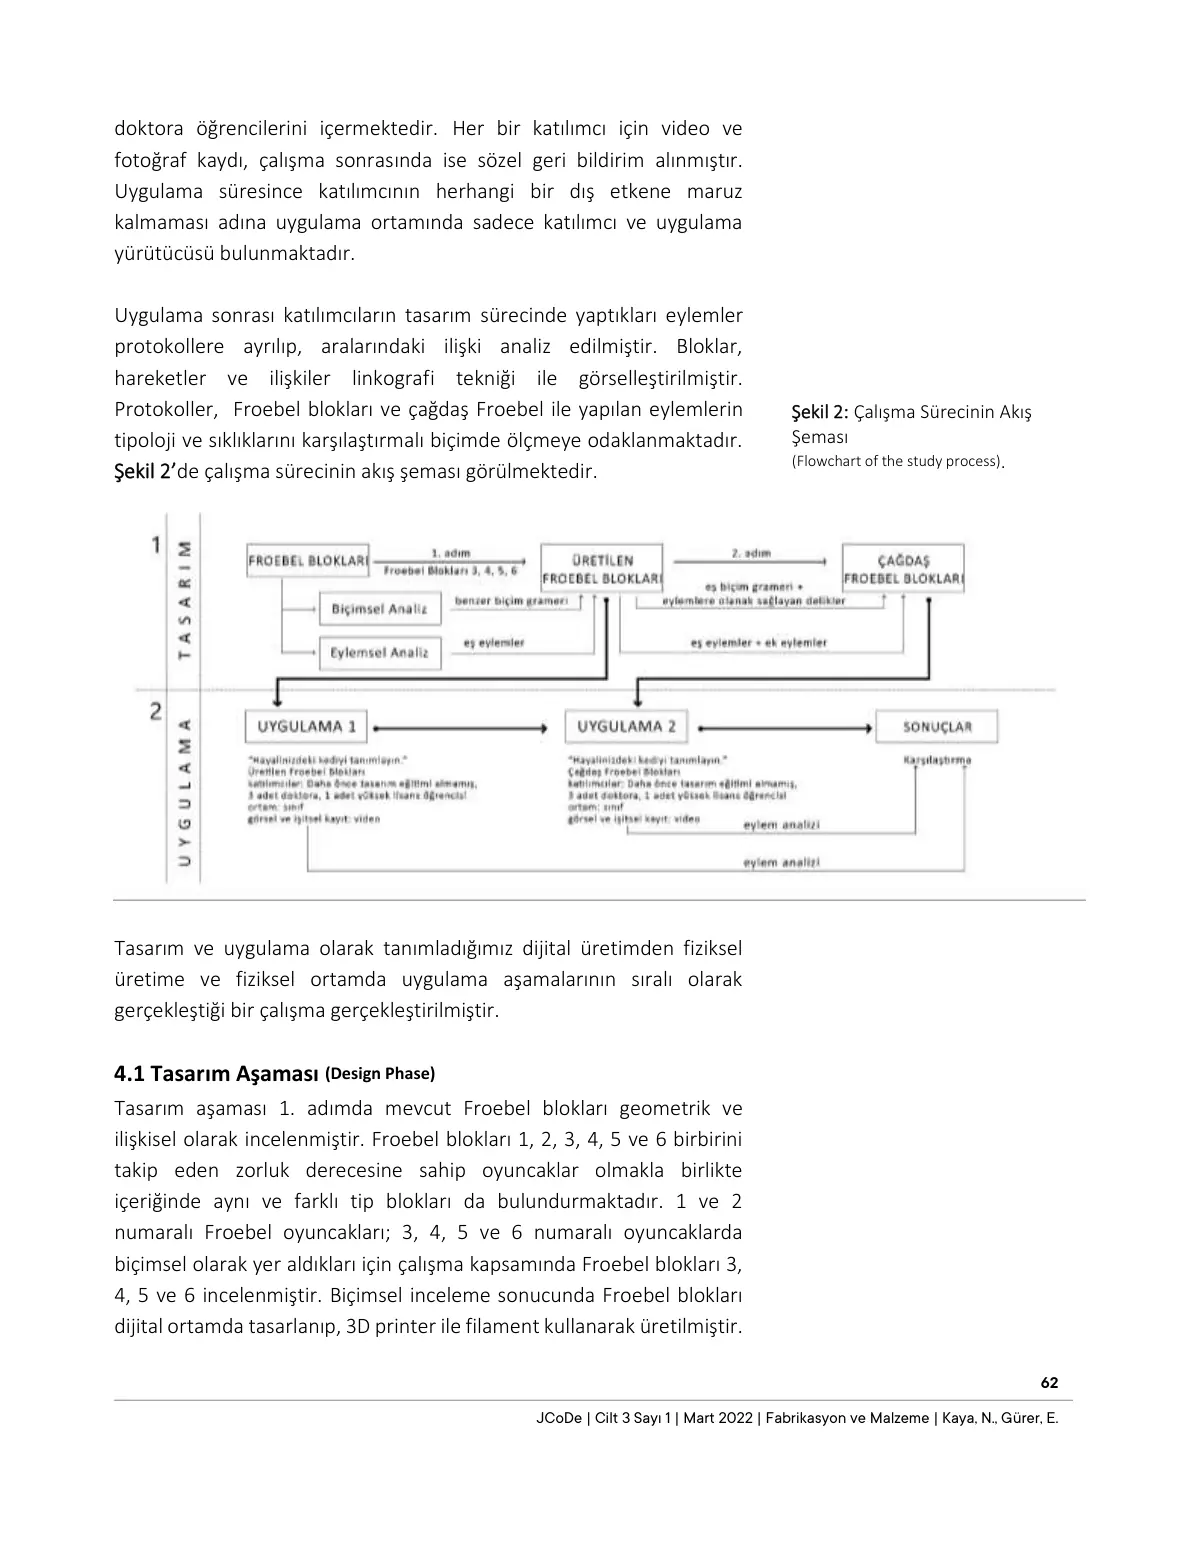 doktora öğrencilerini içermektedir. Her bir katılımcı için video ve
fotoğraf kaydı, çalışma sonrasında ise sözel geri bildirim alınmıştır.
Uygulama süresince katılımcının herhangi bir dış etkene maruz
kalmaması adına uygulama ortamında sadece katılımcı ve uygulama
yürütücüsü bulunmaktadır.
Uygulama sonrası katılımcıların tasarım sürecinde yaptıkları eylemler
protokollere ayrılıp, aralarındaki ilişki analiz edilmiştir. Bloklar,
hareketler ve ilişkiler linkografi tekniği ile görselleştirilmiştir.
Protokoller, Froebel blokları ve çağdaş Froebel ile yapılan eylemlerin
tipoloji ve sıklıklarını karşılaştırmalı biçimde ölçmeye odaklanmaktadır.
Şekil 2’de çalışma sürecinin akış şeması görülmektedir.
Şekil 2: Çalışma Sürecinin Akış
Şeması
(Flowchart of the study process).
1
TASARIM
FROEBEL BLOKLARI
1. adım
Froebel Blokları 3, 4, 5, 6
ÜRETİLEN
FROEBEL BLOKLARI
2. adım
ÇAĞDAŞ
FROEBEL BLOKLARI
Biçimsel Analiz
benzer biçim grameri
eş biçim grameri +
eylemlere olanak sağlayan delikler
Eylemsel Analiz
eş eylemler
eş eylemler + ek eylemler
2
UYGULAMA
UYGULAMA 1
UYGULAMA 2
SONUÇLAR
"Hayalinizdeki kediyi tanımlayın."
Üretilen Froebel Blokları
katılımcılar: Daha önce tasarım eğitimi almamış,
3 adet doktora, 1 adet yüksek lisans öğrencisi
ortam: sınıf
görsel ve işitsel kayıt: video
"Hayalinizdeki kediyi tanımlayın."
Çağdaş Froebel Blokları
katılımcılar: Daha önce tasarım eğitimi almamış,
3 adet doktora, 1 adet yüksek lisans öğrencisi
ortam: sınıf
görsel ve işitsel kayıt: video
Karşılaştırma
eylem analizi
eylem analizi
Tasarım ve uygulama olarak tanımladığımız dijital üretimden fiziksel
üretime ve fiziksel ortamda uygulama aşamalarının sıralı olarak
gerçekleştiği bir çalışma gerçekleştirilmiştir.
4.1 Tasarım Aşaması (Design Phase)
Tasarım aşaması 1. adımda mevcut Froebel blokları geometrik ve
ilişkisel olarak incelenmiştir. Froebel blokları 1, 2, 3, 4, 5 ve 6 birbirini
takip eden zorluk derecesine sahip oyuncaklar olmakla birlikte
içeriğinde aynı ve farklı tip blokları da bulundurmaktadır. 1 ve 2
numaralı Froebel oyuncakları; 3, 4, 5 ve 6 numaralı oyuncaklarda
biçimsel olarak yer aldıkları için çalışma kapsamında Froebel blokları 3,
4, 5 ve 6 incelenmiştir. Biçimsel inceleme sonucunda Froebel blokları
dijital ortamda tasarlanıp, 3D printer ile filament kullanarak üretilmiştir.
62
JCoDe | Cilt 3 Sayı 1 | Mart 2022 | Fabrikasyon ve Malzeme | Kaya, N., Gürer, E.